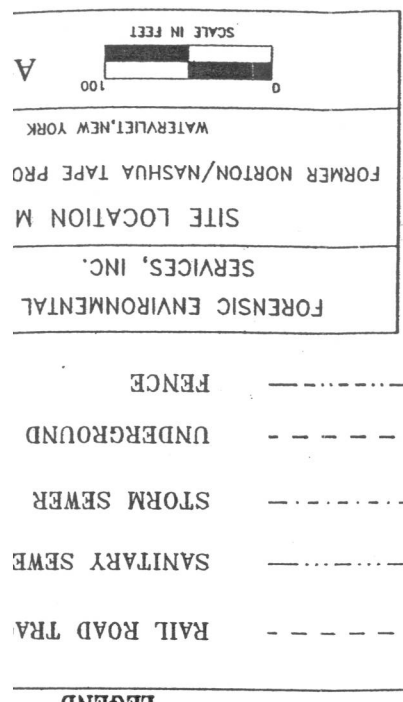 LEGEND
RAIL ROAD TRA
SANITARY SEWE
STORM SEWER
UNDERGROUND
FENCE
FORENSIC ENVIRONMENTAL
SERVICES, INC.
SITE LOCATION M
FORMER NORTON/NASHUA TAPE PRO
WATERVLIET,NEW YORK
0 100
A
SCALE IN FEET